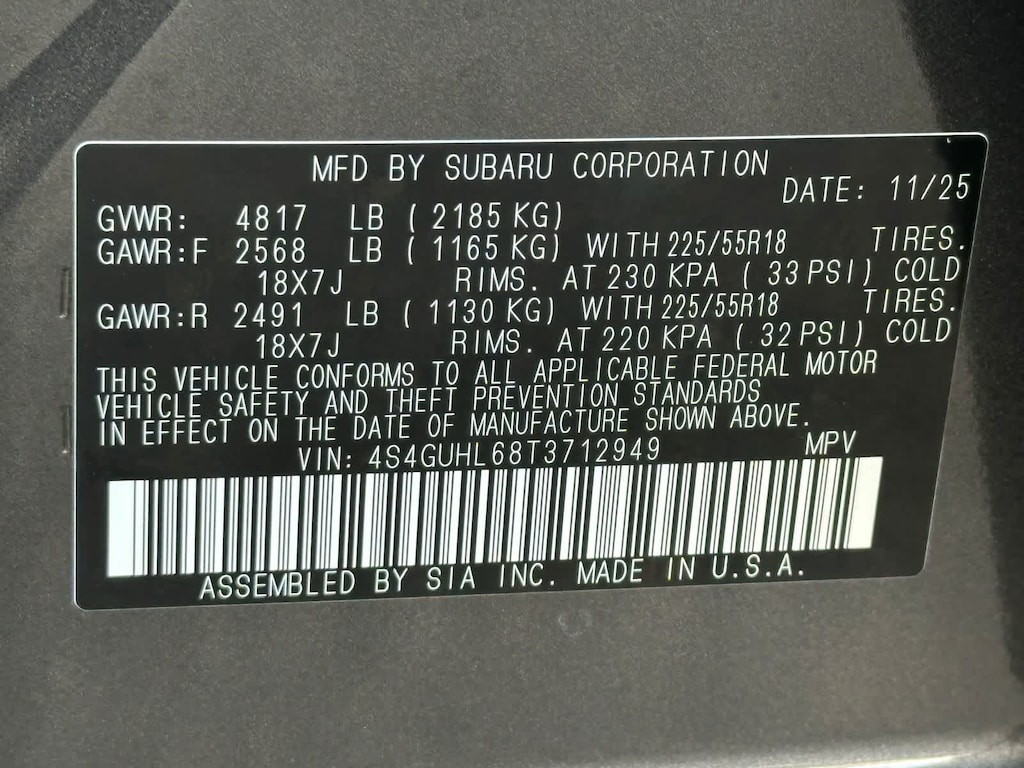 MFD BY SUBARU CORPORATION
DATE: 11/25
GVWR: 4817 LB ( 2185 KG)
GAWR:F 2568 LB ( 1165 KG) WITH 225/55R18 TIRES.
18X7J RIMS. AT 230 KPA ( 33 PSI) COLD
GAWR:R 2491 LB ( 1130 KG) WITH 225/55R18 TIRES.
18X7J RIMS. AT 220 KPA ( 32 PSI) COLD
THIS VEHICLE CONFORMS TO ALL APPLICABLE FEDERAL MOTOR
VEHICLE SAFETY AND THEFT PREVENTION STANDARDS
IN EFFECT ON THE DATE OF MANUFACTURE SHOWN ABOVE.
VIN: 4S4GUHL68T3712949 MPV
ASSEMBLED BY SIA INC. MADE IN U.S.A.